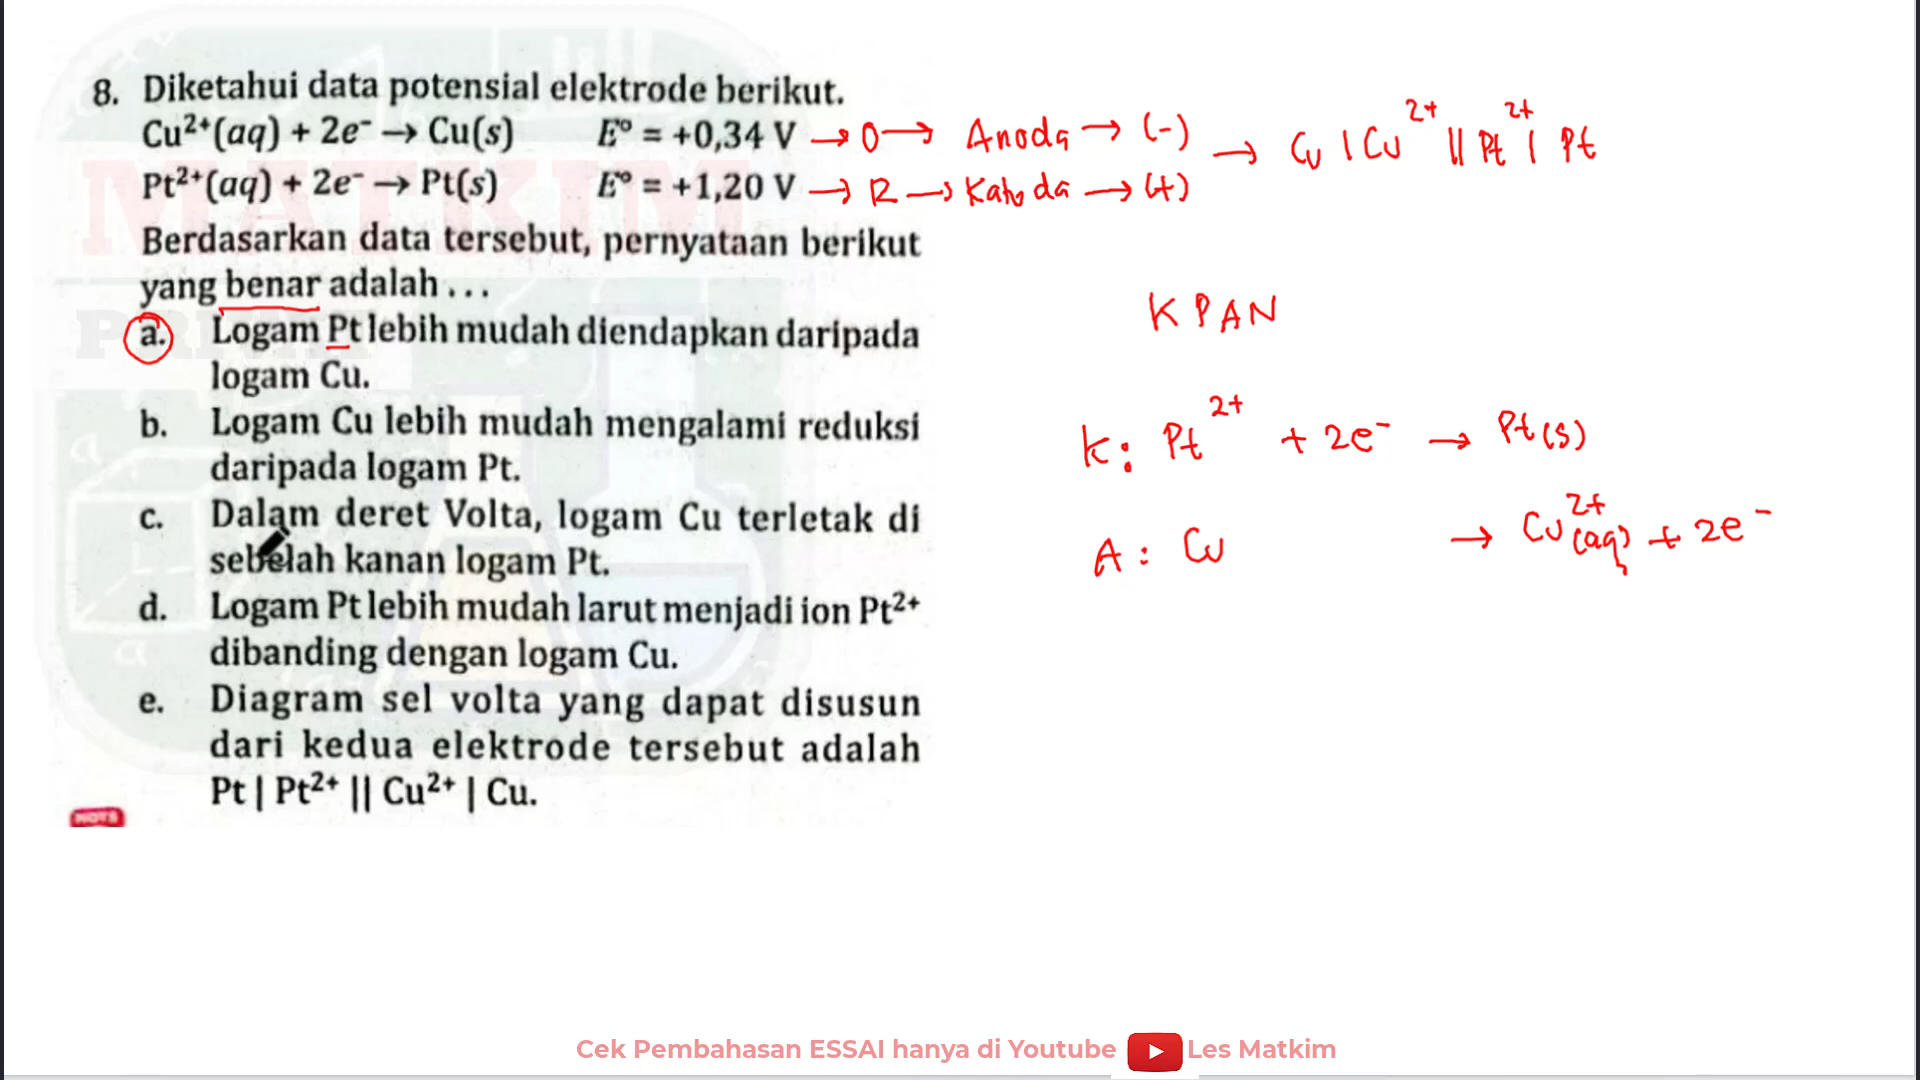 8. Diketahui data potensial elektrode berikut.
Cu²⁺(aq) + 2e⁻ → Cu(s) E° = +0,34 V → O → Anoda → (-) → Cu | Cu²⁺ || Pt²⁺ | Pt
Pt²⁺(aq) + 2e⁻ → Pt(s) E° = +1,20 V → R → Katoda → (+)
Berdasarkan data tersebut, pernyataan berikut
yang benar adalah . . .
a. Logam Pt lebih mudah diendapkan daripada
logam Cu.
b. Logam Cu lebih mudah mengalami reduksi
daripada logam Pt.
c. Dalam deret Volta, logam Cu terletak di
sebelah kanan logam Pt.
d. Logam Pt lebih mudah larut menjadi ion Pt²⁺
dibanding dengan logam Cu.
e. Diagram sel volta yang dapat disusun
dari kedua elektrode tersebut adalah
Pt | Pt²⁺ || Cu²⁺ | Cu.
HOTS
KPAN
K : Pt²⁺ + 2e⁻ → Pt(s)
A : Cu → Cu²⁺(aq) + 2e⁻
MATKIM
Cek Pembahasan ESSAI hanya di Youtube Les Matkim